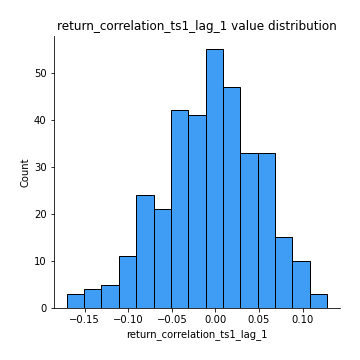 return_correlation_ts1_lag_1 value distribution
50
40
30
20
10
0
Count
−0.15 −0.10 −0.05 0.00 0.05 0.10
return_correlation_ts1_lag_1